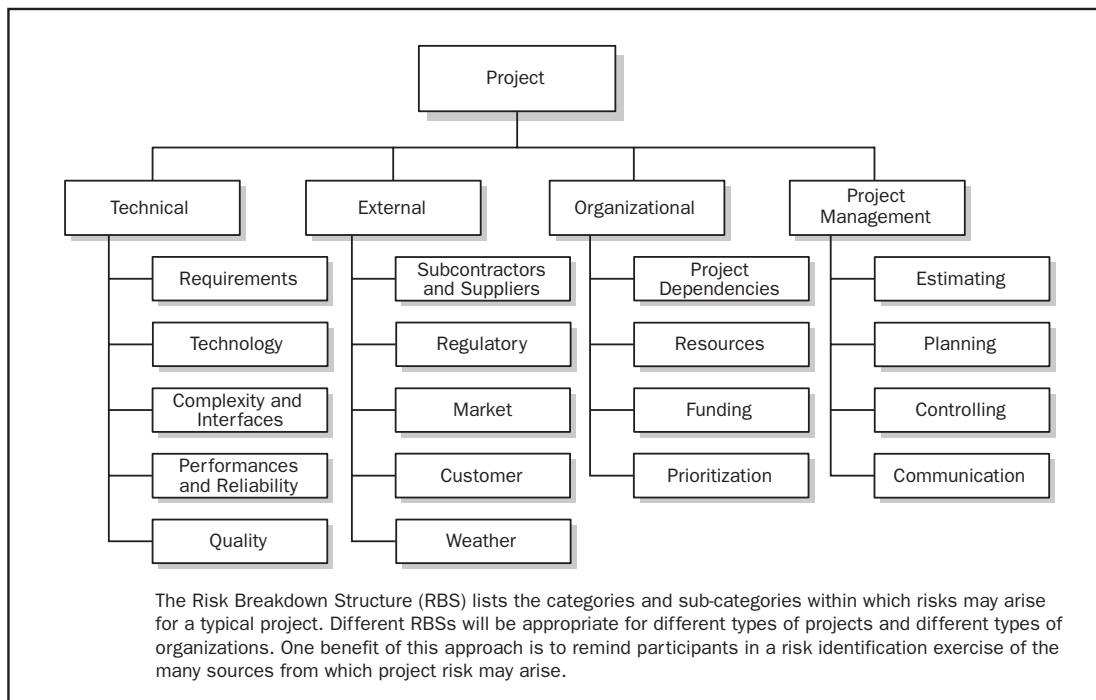 Project
Technical
External
Organizational
Project
Management
Requirements
Technology
Complexity and
Interfaces
Performances
and Reliability
Quality
Subcontractors
and Suppliers
Regulatory
Market
Customer
Weather
Project
Dependencies
Resources
Funding
Prioritization
Estimating
Planning
Controlling
Communication
The Risk Breakdown Structure (RBS) lists the categories and sub-categories within which risks may arise
for a typical project. Different RBSs will be appropriate for different types of projects and different types of
organizations. One benefit of this approach is to remind participants in a risk identification exercise of the
many sources from which project risk may arise.